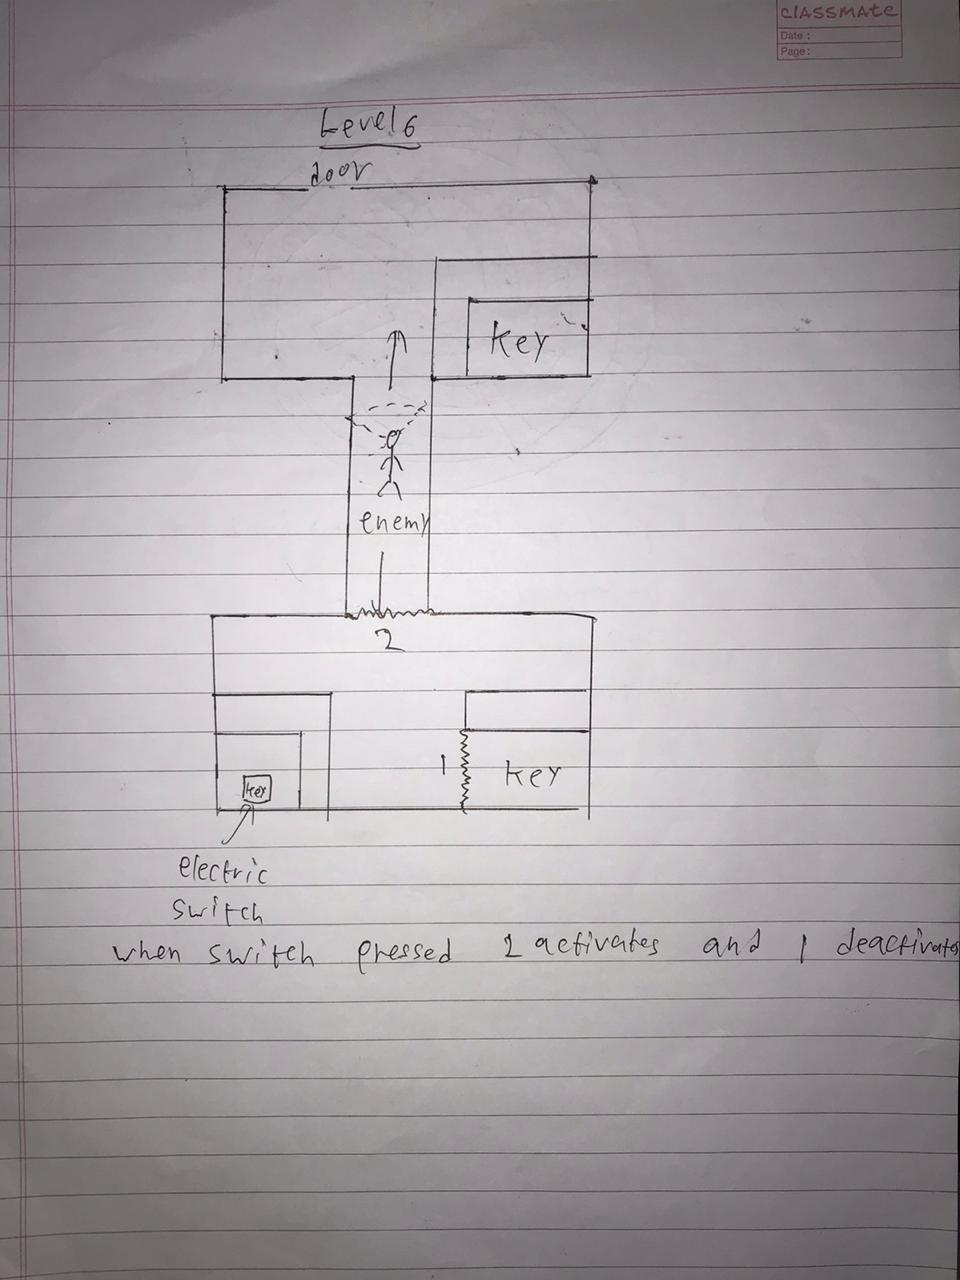 classmate
Date :
Page :
Level 6
door
key
enemy
2
1
key
key
electric
switch
when switch pressed 2 activates and 1 deactivates